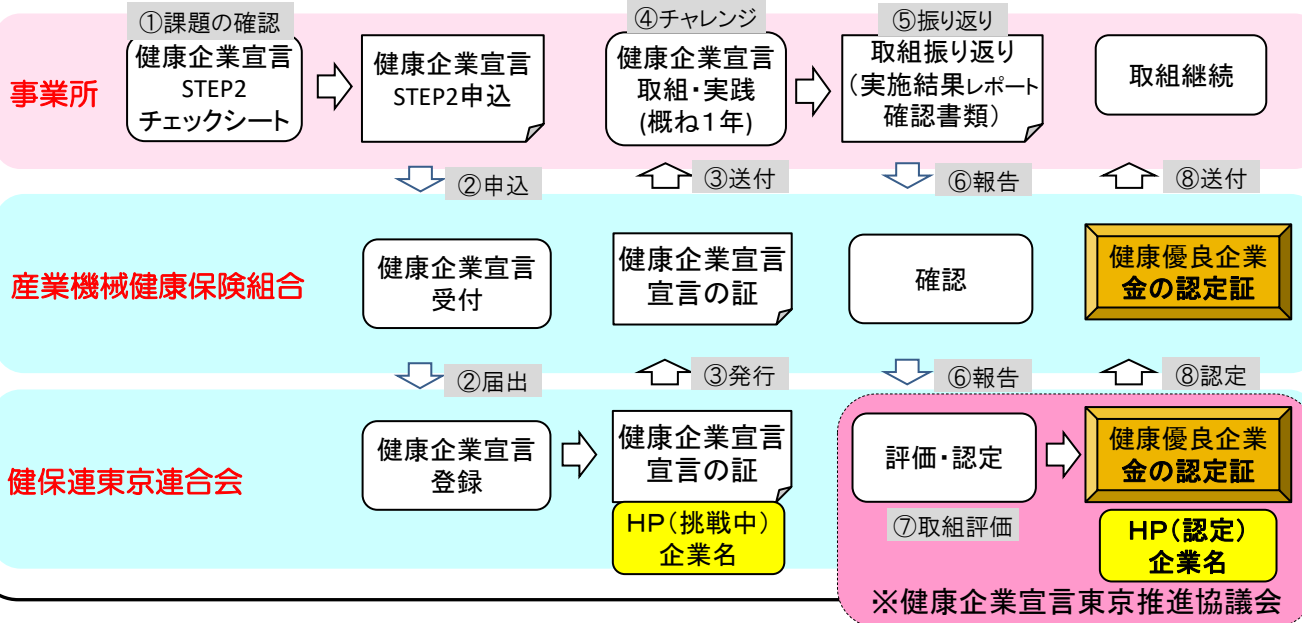 ①課題の確認
健康企業宣言
STEP2
チェックシート
健康企業宣言
STEP2申込
④チャレンジ
健康企業宣言
取組・実践
(概ね1年)
⑤振り返り
取組振り返り
(実施結果レポート
確認書類)
取組継続
事業所
②申込
③送付
⑥報告
⑧送付
産業機械健康保険組合
健康企業宣言
受付
健康企業宣言
宣言の証
確認
健康優良企業
金の認定証
②届出
③発行
⑥報告
⑧認定
健保連東京連合会
健康企業宣言
登録
健康企業宣言
宣言の証
HP(挑戦中)
企業名
評価・認定
⑦取組評価
健康優良企業
金の認定証
HP(認定)
企業名
※健康企業宣言東京推進協議会